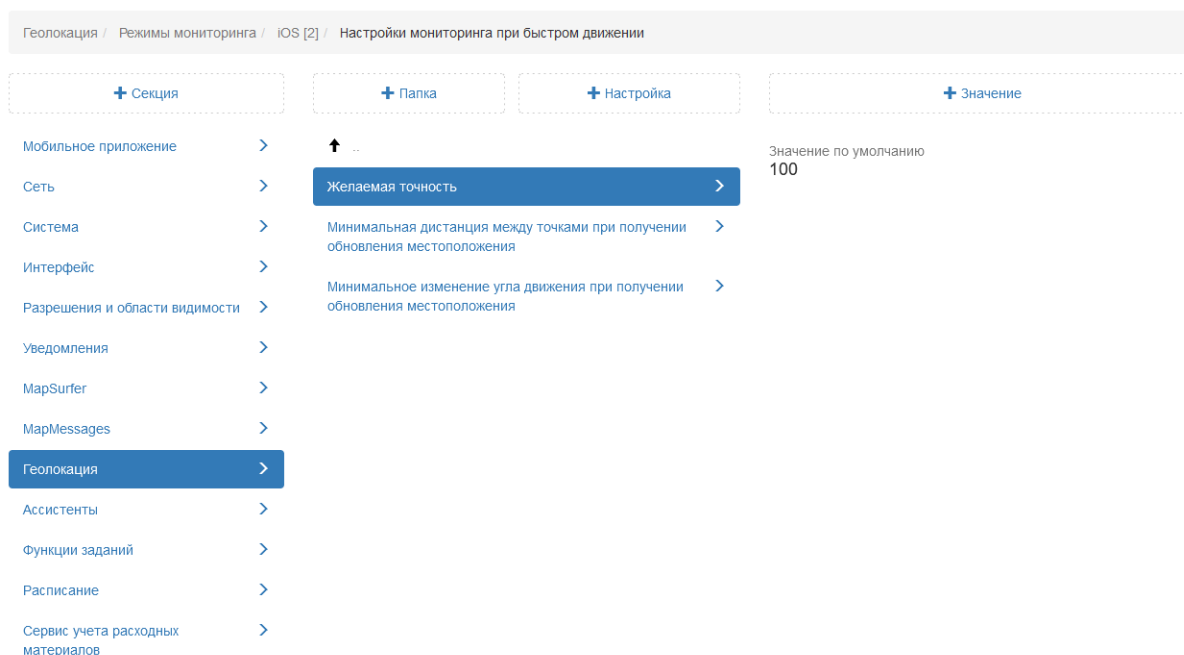 Геолокация / Режимы мониторинга / iOS [2] / Настройки мониторинга при быстром движении
+ Секция
+ Папка
+ Настройка
+ Значение
Мобильное приложение
Сеть
Система
Интерфейс
Разрешения и области видимости
Уведомления
MapSurfer
MapMessages
Геолокация
Ассистенты
Функции заданий
Расписание
Сервис учета расходных
материалов
..
Желаемая точность
Минимальная дистанция между точками при получении
обновления местоположения
Минимальное изменение угла движения при получении
обновления местоположения
Значение по умолчанию
100